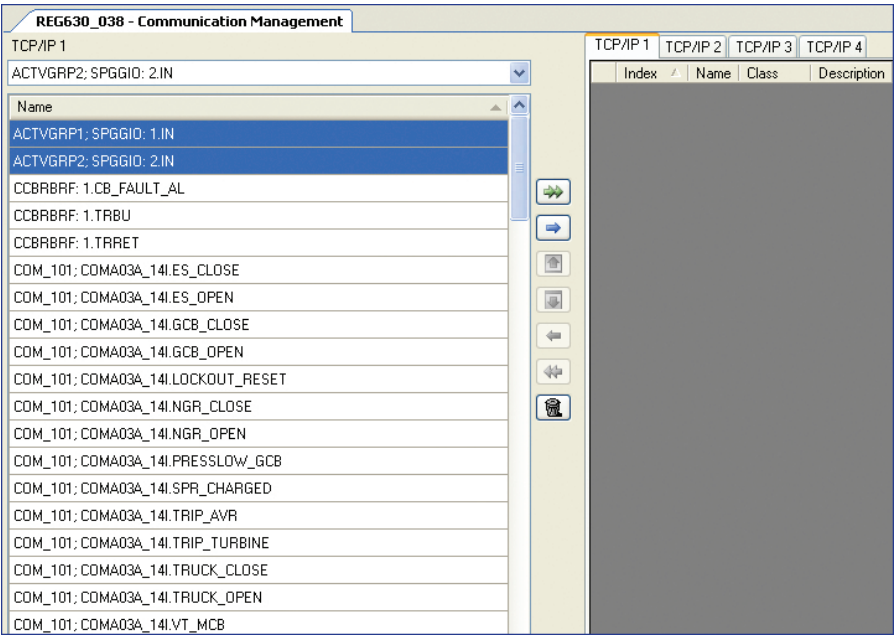 REG630_038 - Communication Management
TCP/IP 1
ACTVGRP2; SPGGIO: 2.IN
Name
ACTVGRP1; SPGGIO: 1.IN
ACTVGRP2; SPGGIO: 2.IN
CCBRBRF: 1.CB_FAULT_AL
CCBRBRF: 1.TRBU
CCBRBRF: 1.TRRET
COM_101; COMA03A_14I.ES_CLOSE
COM_101; COMA03A_14I.ES_OPEN
COM_101; COMA03A_14I.GCB_CLOSE
COM_101; COMA03A_14I.GCB_OPEN
COM_101; COMA03A_14I.LOCKOUT_RESET
COM_101; COMA03A_14I.NGR_CLOSE
COM_101; COMA03A_14I.NGR_OPEN
COM_101; COMA03A_14I.PRESSLOW_GCB
COM_101; COMA03A_14I.SPR_CHARGED
COM_101; COMA03A_14I.TRIP_AVR
COM_101; COMA03A_14I.TRIP_TURBINE
COM_101; COMA03A_14I.TRUCK_CLOSE
COM_101; COMA03A_14I.TRUCK_OPEN
COM_101; COMA03A_14I.VT_MCB
TCP/IP 1 TCP/IP 2 TCP/IP 3 TCP/IP 4
Index Name Class Description